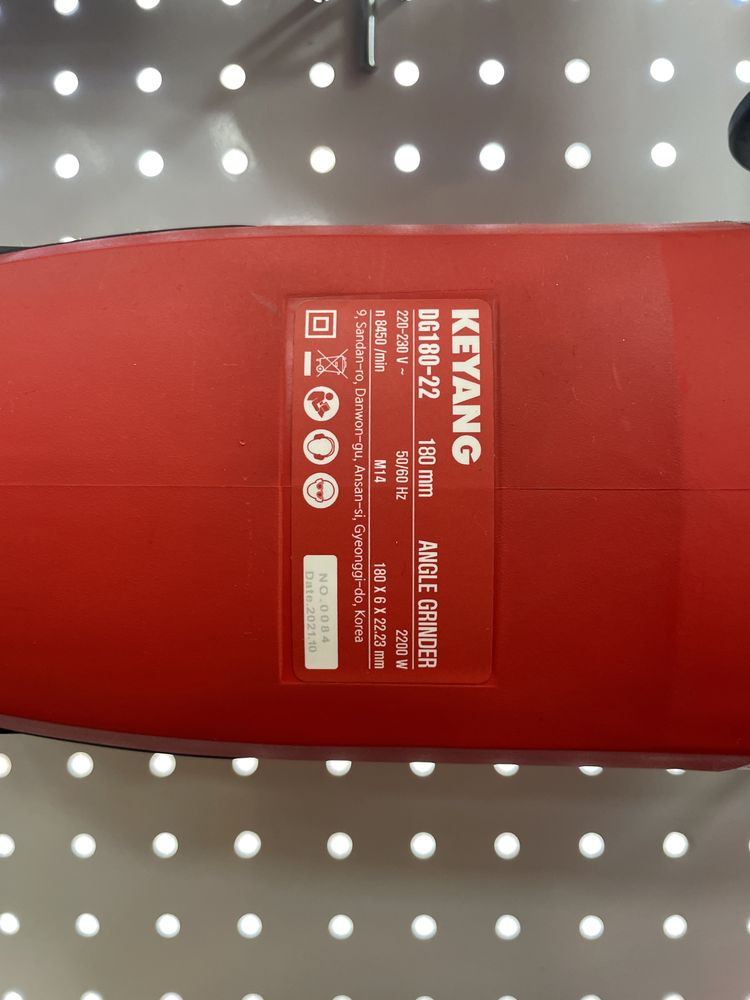 KEYANG
DG180-22 180 mm ANGLE GRINDER
220-230 V ~ 50/60 Hz 2200 W
n 8450 /min M14 180 X 6 X 22.23 mm
9, Sandan-ro, Danwon-gu, Ansan-si, Gyeonggi-do, Korea
NO.0084
Date.2021.10